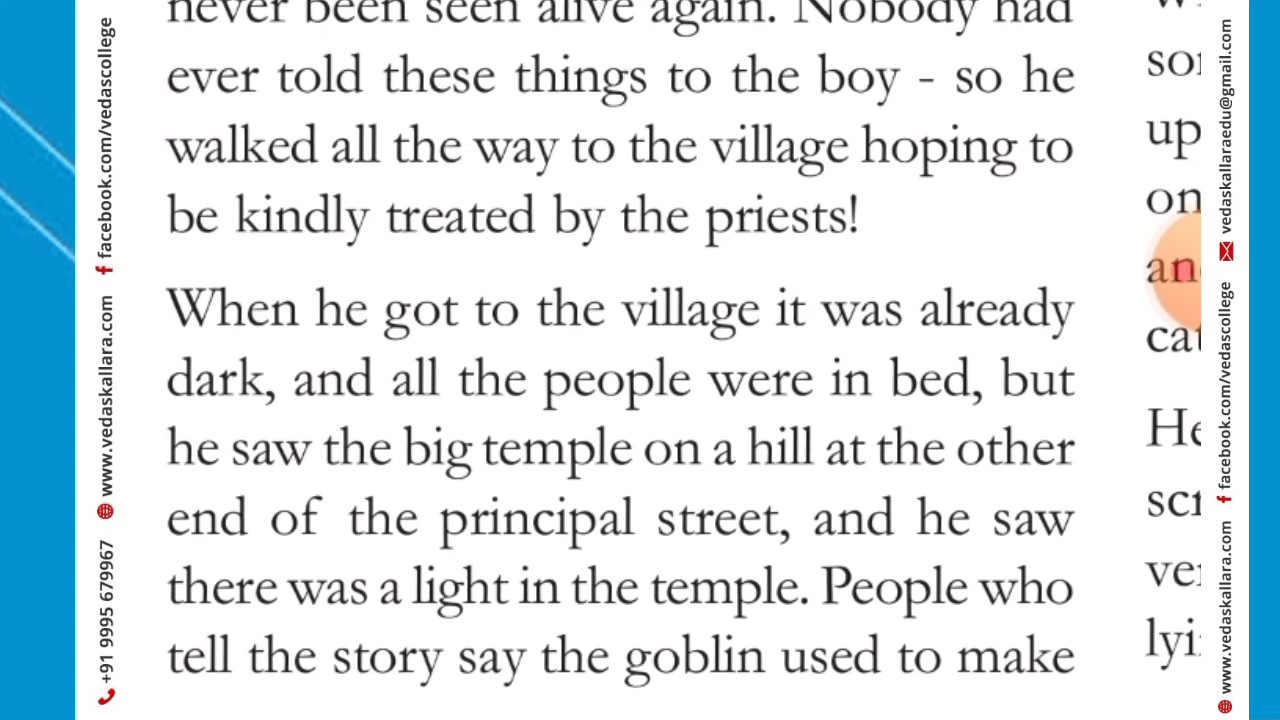 never been seen alive again. Nobody had
ever told these things to the boy - so he
walked all the way to the village hoping to
be kindly treated by the priests!
When he got to the village it was already
dark, and all the people were in bed, but
he saw the big temple on a hill at the other
end of the principal street, and he saw
there was a light in the temple. People who
tell the story say the goblin used to make
up
on
He
+91 9995 679967
www.vedaskallara.com
facebook.com/vedascollege
vedaskallaraedu@gmail.com
facebook.com/vedascollege
www.vedaskallara.com